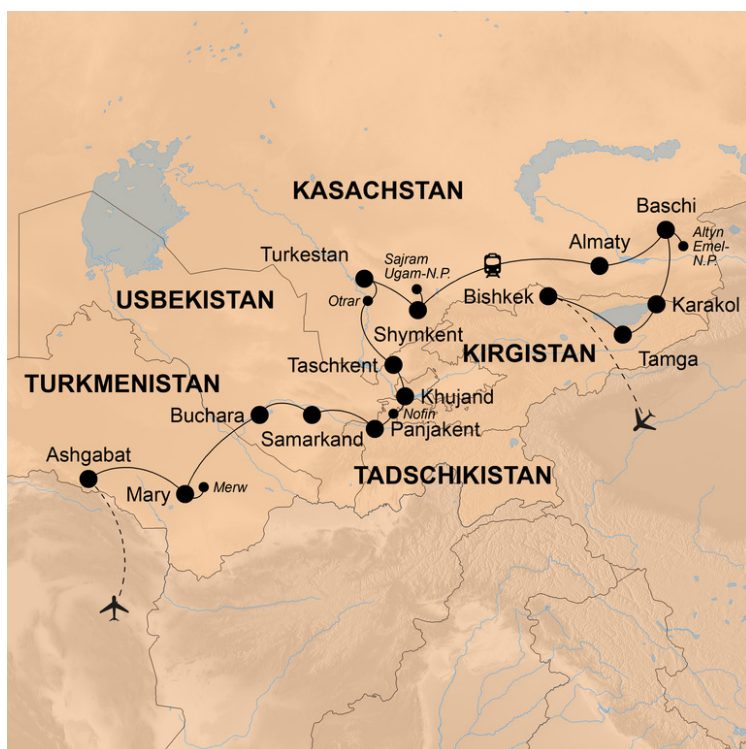 KASACHSTAN
Baschi
Altyn
Emel-
N.P.
Almaty
Turkestan
Sajram
Ugam-N.P.
Otrar
USBEKISTAN
Bishkek
Karakol
Shymkent
KIRGISTAN
Tamga
Taschkent
TURKMENISTAN
Khujand
Buchara
Nofin
Samarkand
Panjakent
Ashgabat
TADSCHIKISTAN
Mary
Merw